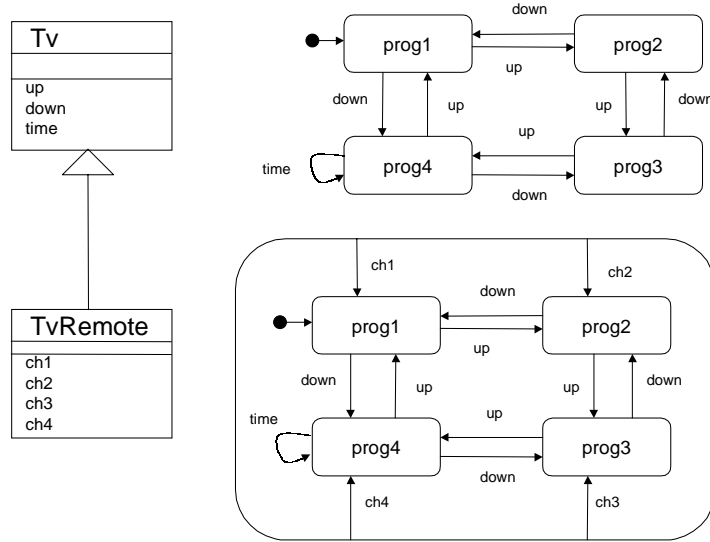 Tv
up
down
time
TvRemote
ch1
ch2
ch3
ch4
down
prog1
prog2
up
down
up
up
down
up
time
prog4
prog3
down
ch1
ch2
down
prog1
prog2
up
down
up
up
down
up
time
prog4
prog3
down
ch4
ch3